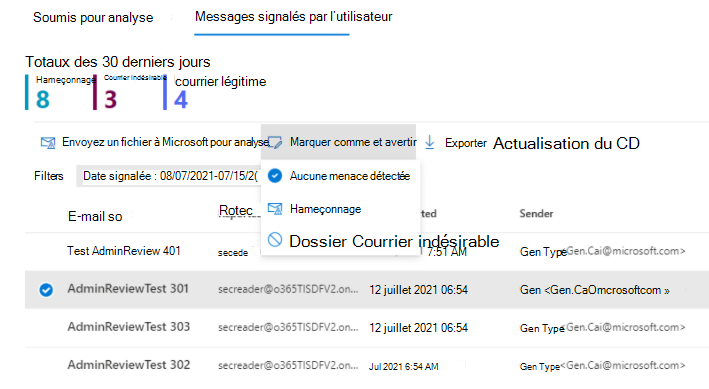 Soumis pour analyse
Messages signalés par l'utilisateur
Totaux des 30 derniers jours
Hameçonnage
Courrier Indésirable
courrier légitime
8
3
4
Envoyez un fichier à Microsoft pour analyse
Marquer comme et avertir
Exporter
Actualisation du CD
Filters
Date signalée : 08/07/2021-07/15/2(
Aucune menace détectée
Hameçonnage
Dossier Courrier indésirable
E-mail so
Rotec
rted
Sender
Test AdminReview 401
secede
7:51 AM
Gen Type<Gen.Cai@microsoft.com>
AdminReviewTest 301
secreader@o365TISDFV2.on...
12 juillet 2021 06:54
Gen <Gen.CaOmcrosoftcom »
AdminReviewTest 303
secreader@o365TISDFV2.on...
12 juillet 2021 06:54
Gen Type<Gen.Cai@microsoft.com>
AdminReviewTest 302
secreader@o365TISDFV2.on...
Jul 2021 6:54 AM
Gen Type<Gen.Cai@microsoft.com>